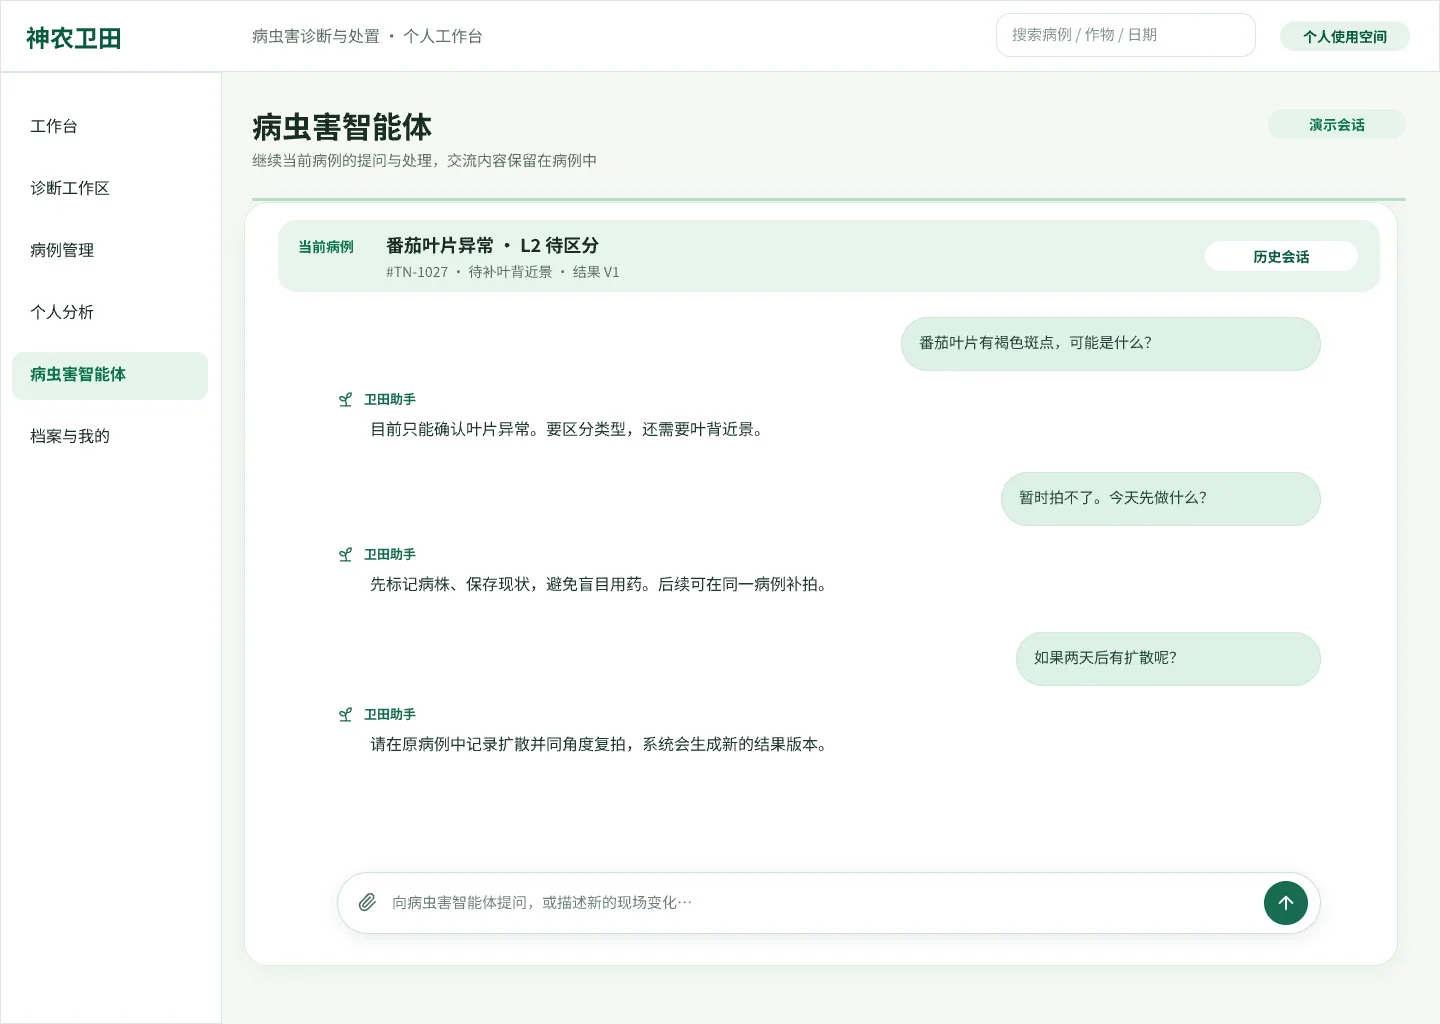 神农卫田
病虫害诊断与处置 • 个人工作台
搜索病例 / 作物 / 日期
个人使用空间
工作台
诊断工作区
病例管理
个人分析
病虫害智能体
档案与我的
病虫害智能体
继续当前病例的提问与处理，交流内容保留在病例中
演示会话
当前病例
番茄叶片异常 • L2 待区分
#TN-1027 • 待补叶背近景 • 结果 V1
历史会话
番茄叶片有褐色斑点，可能是什么？
卫田助手
目前只能确认叶片异常。要区分类型，还需要叶背近景。
暂时拍不了。今天先做什么？
卫田助手
先标记病株、保存现状，避免盲目用药。后续可在同一病例补拍。
如果两天后有扩散呢？
卫田助手
请在原病例中记录扩散并同角度复拍，系统会生成新的结果版本。
向病虫害智能体提问，或描述新的现场变化…